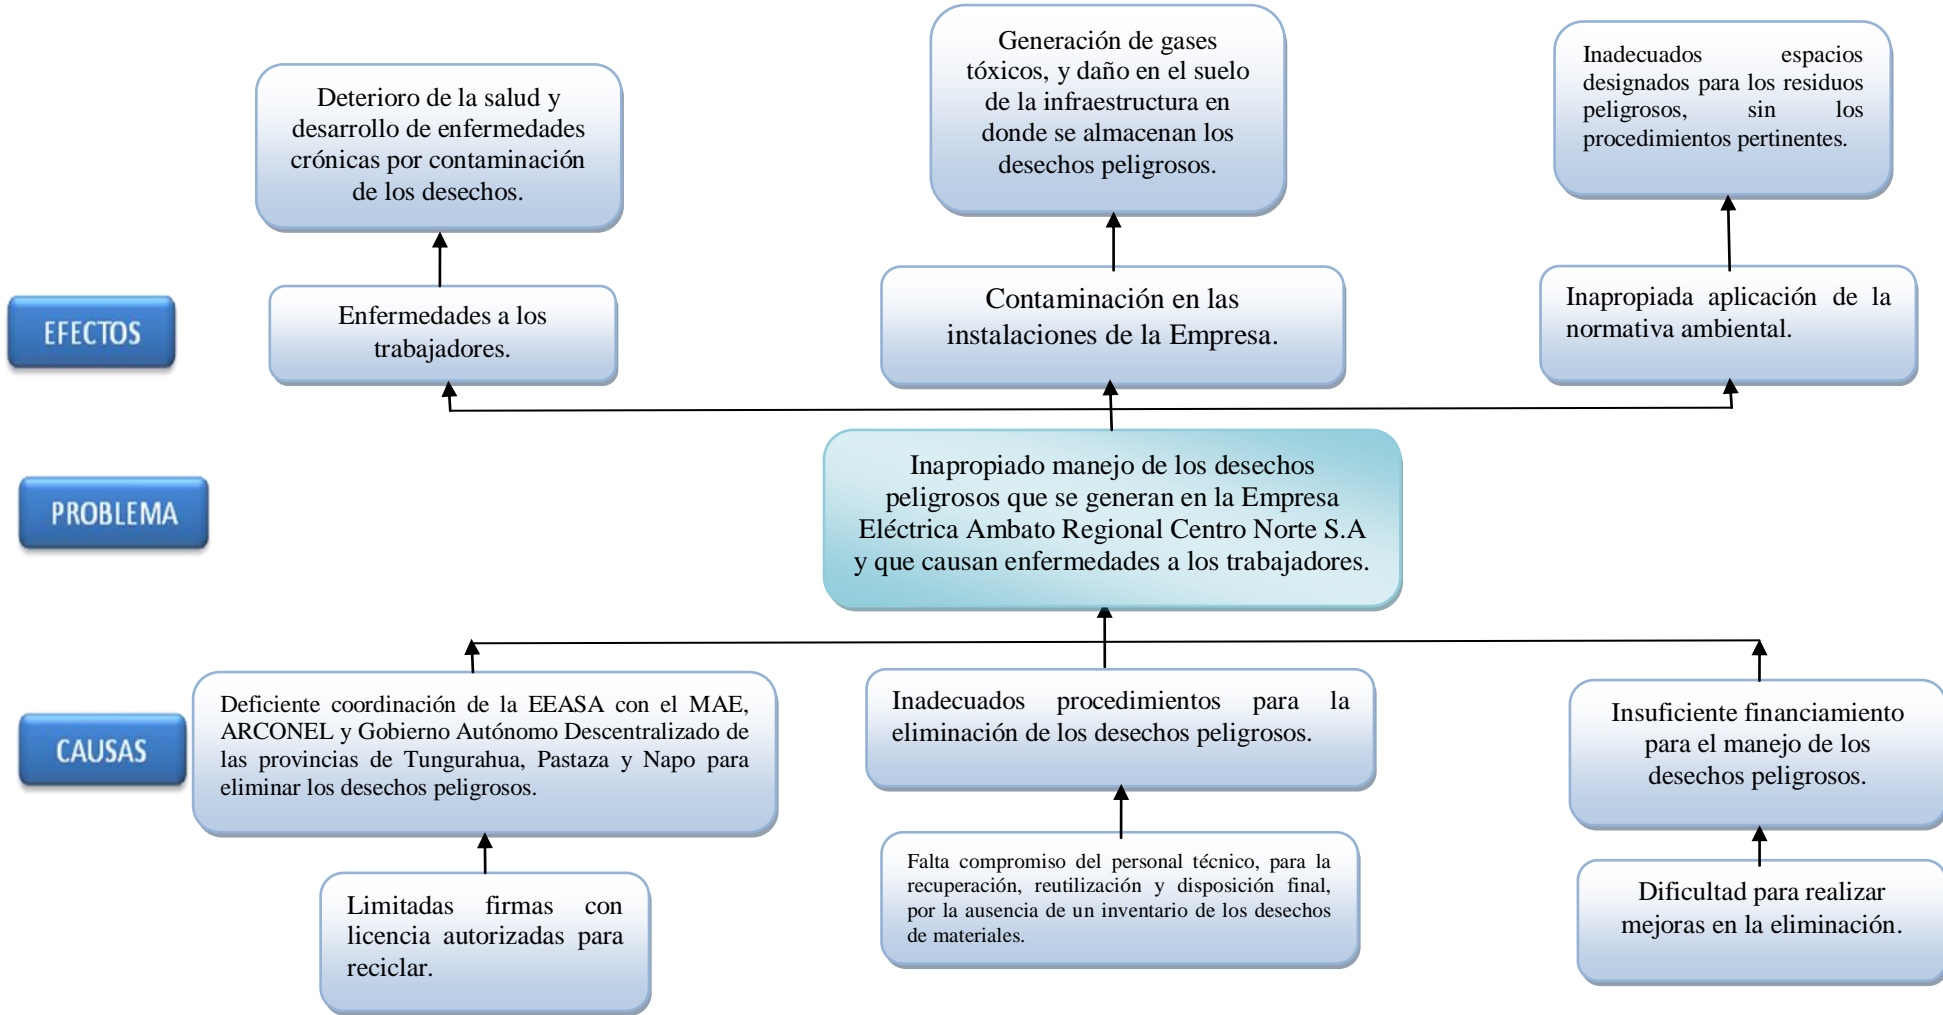 Deterioro de la salud y
desarrollo de enfermedades
crónicas por contaminación
de los desechos.
Generación de gases
tóxicos, y daño en el suelo
de la infraestructura en
donde se almacenan los
desechos peligrosos.
Inadecuados espacios
designados para los residuos
peligrosos, sin los
procedimientos pertinentes.
EFECTOS
Enfermedades a los
trabajadores.
Contaminación en las
instalaciones de la Empresa.
Inapropiada aplicación de la
normativa ambiental.
PROBLEMA
Inapropiado manejo de los desechos
peligrosos que se generan en la Empresa
Eléctrica Ambato Regional Centro Norte S.A
y que causan enfermedades a los trabajadores.
CAUSAS
Deficiente coordinación de la EEASA con el MAE,
ARCONEL y Gobierno Autónomo Descentralizado de
las provincias de Tungurahua, Pastaza y Napo para
eliminar los desechos peligrosos.
Inadecuados procedimientos para la
eliminación de los desechos peligrosos.
Insuficiente financiamiento
para el manejo de los
desechos peligrosos.
Limitadas firmas con
licencia autorizadas para
reciclar.
Falta compromiso del personal técnico, para la
recuperación, reutilización y disposición final,
por la ausencia de un inventario de los desechos
de materiales.
Dificultad para realizar
mejoras en la eliminación.